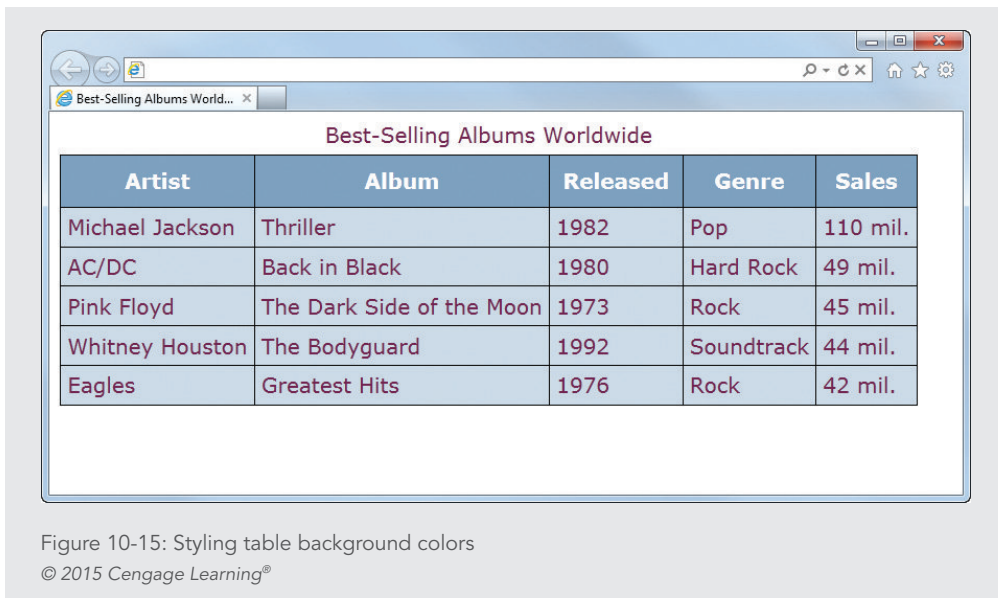 Best-Selling Albums World...
Best-Selling Albums Worldwide
Artist Album Released Genre Sales
Michael Jackson Thriller 1982 Pop 110 mil.
AC/DC Back in Black 1980 Hard Rock 49 mil.
Pink Floyd The Dark Side of the Moon 1973 Rock 45 mil.
Whitney Houston The Bodyguard 1992 Soundtrack 44 mil.
Eagles Greatest Hits 1976 Rock 42 mil.
Figure 10-15: Styling table background colors
© 2015 Cengage Learning®